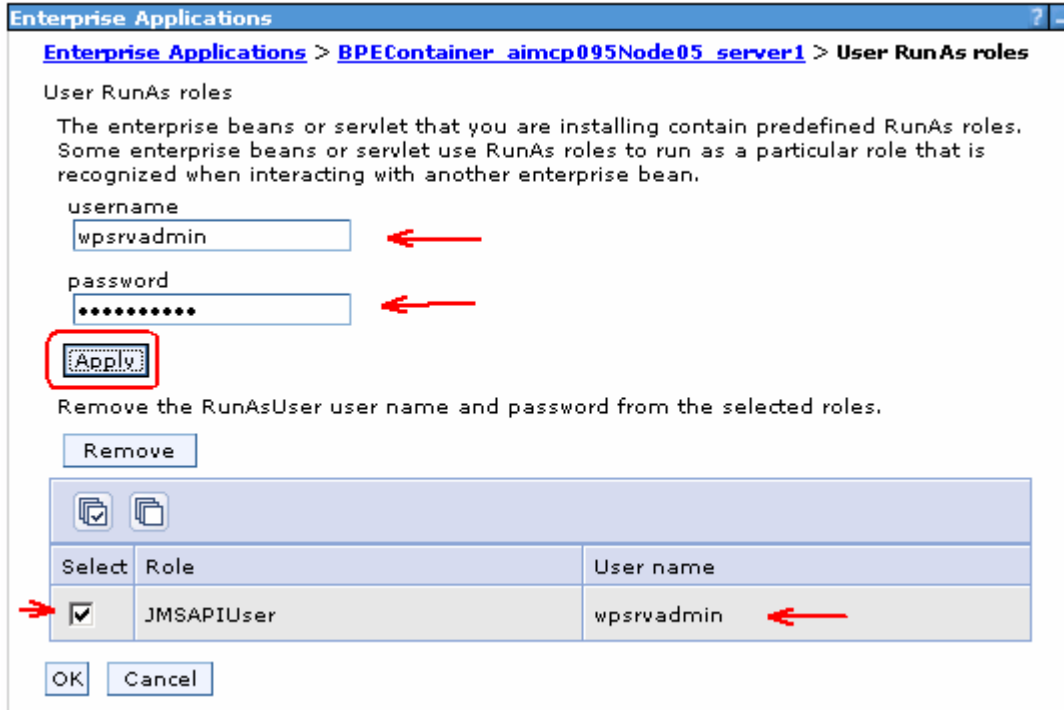 Enterprise Applications ? -
Enterprise Applications > BPEContainer_aimcp095Node05_server1 > User RunAs roles
User RunAs roles
The enterprise beans or servlet that you are installing contain predefined RunAs roles.
Some enterprise beans or servlet use RunAs roles to run as a particular role that is
recognized when interacting with another enterprise bean.
username
wpsrvadmin
password
••••••••••
Apply
Remove the RunAsUser user name and password from the selected roles.
Remove
Select Role User name
JMSAPIUser wpsrvadmin
OK Cancel